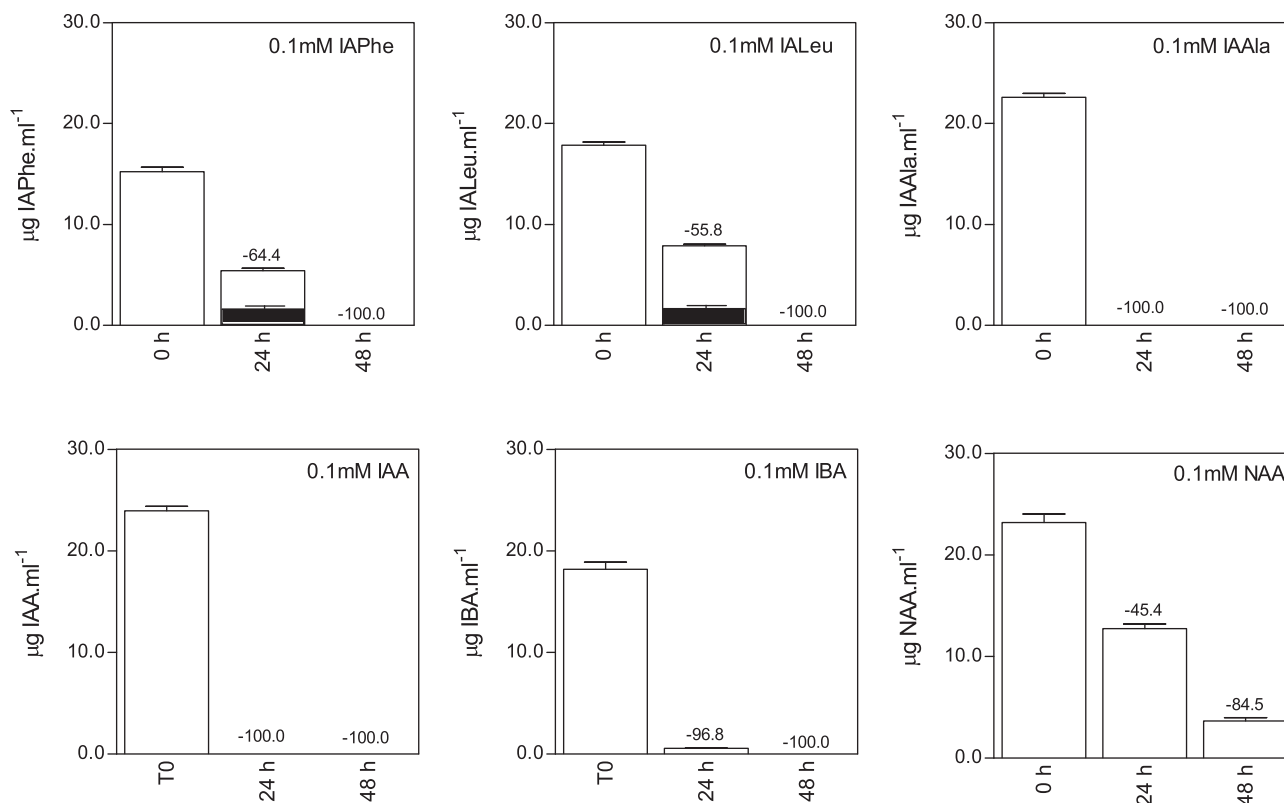 0.1mM IAPhe
µg IAPhe.ml-1
30.0
20.0
10.0
0.0
-64.4
-100.0
0 h
24 h
48 h
0.1mM IALeu
µg IALeu.ml-1
30.0
20.0
10.0
0.0
-55.8
-100.0
0 h
24 h
48 h
0.1mM IAAla
µg IAAla.ml-1
30.0
20.0
10.0
0.0
-100.0
-100.0
0 h
24 h
48 h
0.1mM IAA
µg IAA.ml-1
30.0
20.0
10.0
0.0
-100.0
-100.0
T0
24 h
48 h
0.1mM IBA
µg IBA.ml-1
30.0
20.0
10.0
0.0
-96.8
-100.0
T0
24 h
48 h
0.1mM NAA
µg NAA.ml-1
30.0
20.0
10.0
0.0
-45.4
-84.5
0 h
24 h
48 h